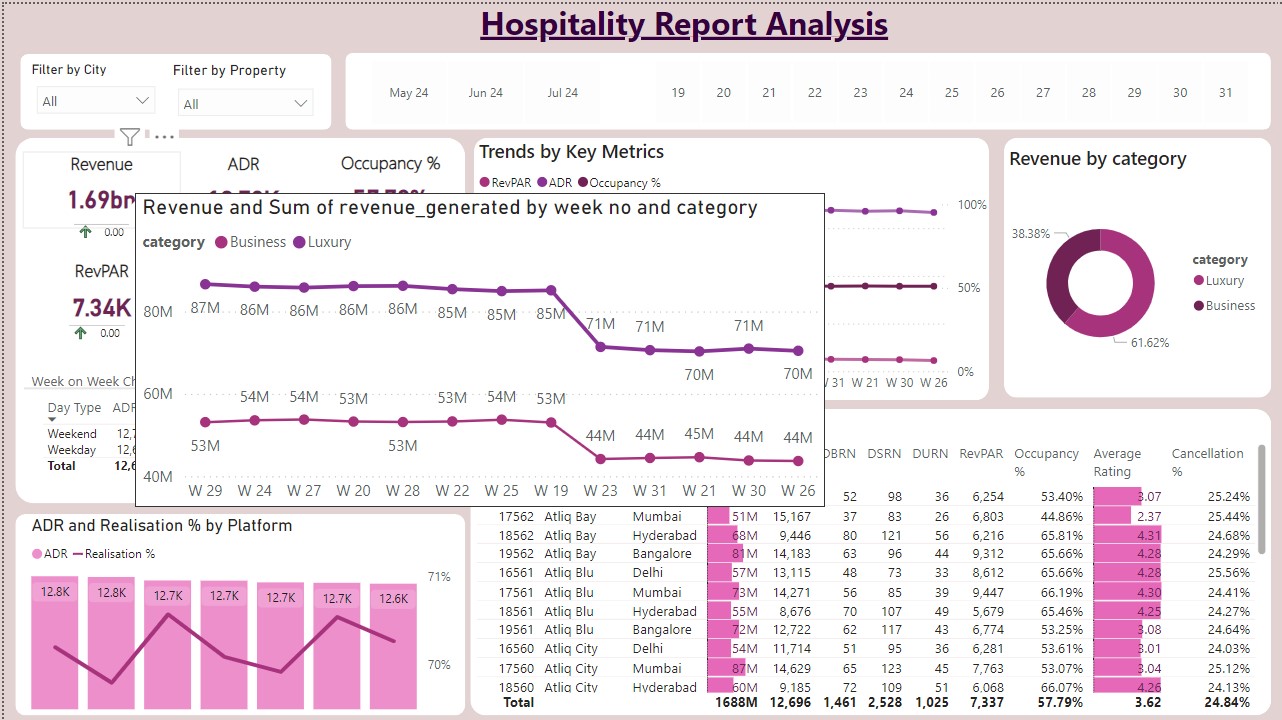 Hospitality Report Analysis
Filter by City
Filter by Property
All
All
May 24 Jun 24 Jul 24 19 20 21 22 23 24 25 26 27 28 29 30 31
Revenue ADR Occupancy %
1.69bn
0.00
RevPAR
7.34K
0.00
Week on Week Ch
Day Type ADR
Weekend 12,7
Weekday 12,6
Total 12,6
Revenue and Sum of revenue_generated by week no and category
category Business Luxury
80M
60M
40M
87M 86M 86M 86M 86M 85M 85M 85M 71M 71M 70M 71M 70M
53M 54M 54M 53M 53M 53M 54M 53M 44M 44M 45M 44M 44M
W 29 W 24 W 27 W 20 W 28 W 22 W 25 W 19 W 23 W 31 W 21 W 30 W 26
Trends by Key Metrics
RevPAR ADR Occupancy %
100%
50%
0%
31 W 21 W 30 W 26
Revenue by category
38.38%
61.62%
category
Luxury
Business
ADR and Realisation % by Platform
ADR Realisation %
71%
70%
12.8K 12.8K 12.7K 12.7K 12.7K 12.7K 12.6K
DBRN DSRN DURN RevPAR Occupancy % Average Rating Cancellation %
52 98 36 6,254 53.40% 3.07 25.24%
17562 Atliq Bay Mumbai 51M 15,167 37 83 26 6,803 44.86% 2.37 25.44%
18562 Atliq Bay Hyderabad 68M 9,446 80 121 56 6,216 65.81% 4.31 24.68%
19562 Atliq Bay Bangalore 81M 14,183 63 96 44 9,312 65.66% 4.28 24.29%
16561 Atliq Blu Delhi 57M 13,115 48 73 33 8,612 65.66% 4.28 25.56%
17561 Atliq Blu Mumbai 73M 14,271 56 85 39 9,447 66.19% 4.30 24.41%
18561 Atliq Blu Hyderabad 55M 8,676 70 107 49 5,679 65.46% 4.25 24.27%
19561 Atliq Blu Bangalore 72M 12,722 62 117 43 6,774 53.25% 3.08 24.64%
16560 Atliq City Delhi 54M 11,714 51 95 36 6,281 53.61% 3.01 24.03%
17560 Atliq City Mumbai 87M 14,629 65 123 45 7,763 53.07% 3.04 25.12%
18560 Atliq City Hyderabad 60M 9,185 72 109 51 6,068 66.07% 4.26 24.13%
Total 1688M 12,696 1,461 2,528 1,025 7,337 57.79% 3.62 24.84%